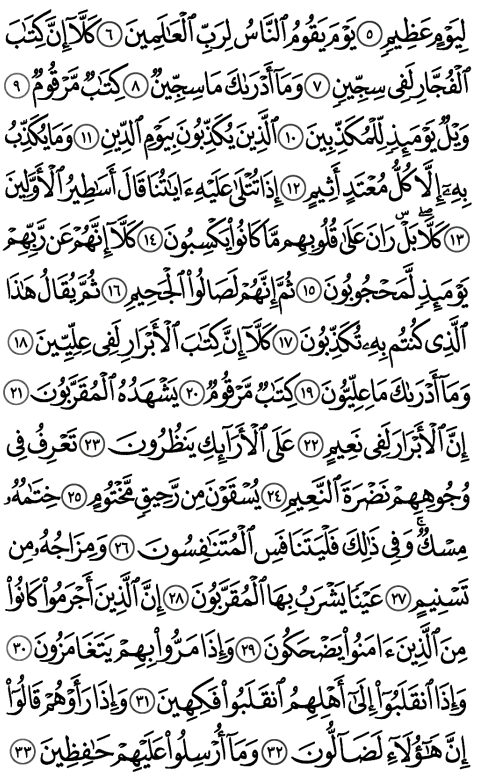 لِيَوْمٍ عَظِيمٍ ٥ يَوْمَ يَقُومُ ٱلنَّاسُ لِرَبِّ ٱلْعَٰلَمِينَ ٦ كَلَّآ إِنَّ كِتَٰبَ
ٱلْفُجَّارِ لَفِى سِجِّينٍ ٧ وَمَآ أَدْرَىٰكَ مَا سِجِّينٌ ٨ كِتَٰبٌ مَّرْقُومٌ ٩
وَيْلٌ يَوْمَئِذٍ لِّلْمُكَذِّبِينَ ١٠ ٱلَّذِينَ يُكَذِّبُونَ بِيَوْمِ ٱلدِّينِ ١١ وَمَا يُكَذِّبُ
بِهِۦٓ إِلَّا كُلُّ مُعْتَدٍ أَثِيمٍ ١٢ إِذَا تُتْلَىٰ عَلَيْهِ ءَايَٰتُنَا قَالَ أَسَٰطِيرُ ٱلْأَوَّلِينَ
١٣ كَلَّا ۖ بَلْ ۜ رَانَ عَلَىٰ قُلُوبِهِم مَّا كَانُوا۟ يَكْسِبُونَ ١٤ كَلَّآ إِنَّهُمْ عَن رَّبِّهِمْ
يَوْمَئِذٍ لَّمَحْجُوبُونَ ١٥ ثُمَّ إِنَّهُمْ لَصَالُوا۟ ٱلْجَحِيمِ ١٦ ثُمَّ يُقَالُ هَٰذَا
ٱلَّذِى كُنتُم بِهِۦ تُكَذِّبُونَ ١٧ كَلَّآ إِنَّ كِتَٰبَ ٱلْأَبْرَارِ لَفِى عِلِّيِّينَ ١٨
وَمَآ أَدْرَىٰكَ مَا عِلِّيُّونَ ١٩ كِتَٰبٌ مَّرْقُومٌ ٢٠ يَشْهَدُهُ ٱلْمُقَرَّبُونَ ٢١
إِنَّ ٱلْأَبْرَارَ لَفِى نَعِيمٍ ٢٢ عَلَى ٱلْأَرَآئِكِ يَنظُرُونَ ٢٣ تَعْرِفُ فِى
وُجُوهِهِمْ نَضْرَةَ ٱلنَّعِيمِ ٢٤ يُسْقَوْنَ مِن رَّحِيقٍ مَّخْتُومٍ ٢٥ خِتَٰمُهُۥ
مِسْكٌ ۚ وَفِى ذَٰلِكَ فَلْيَتَنَافَسِ ٱلْمُتَنَٰفِسُونَ ٢٦ وَمِزَاجُهُۥ مِن
تَسْنِيمٍ ٢٧ عَيْنًا يَشْرَبُ بِهَا ٱلْمُقَرَّبُونَ ٢٨ إِنَّ ٱلَّذِينَ أَجْرَمُوا۟ كَانُوا۟
مِنَ ٱلَّذِينَ ءَامَنُوا۟ يَضْحَكُونَ ٢٩ وَإِذَا مَرُّوا۟ بِهِمْ يَتَغَامَزُونَ ٣٠
وَإِذَا ٱنقَلَبُوٓا۟ إِلَىٰٓ أَهْلِهِمُ ٱنقَلَبُوا۟ فَكِهِينَ ٣١ وَإِذَا رَأَوْهُمْ قَالُوٓا۟
إِنَّ هَٰٓؤُلَآءِ لَضَآلُّونَ ٣٢ وَمَآ أُرْسِلُوا۟ عَلَيْهِمْ حَٰفِظِينَ ٣٣